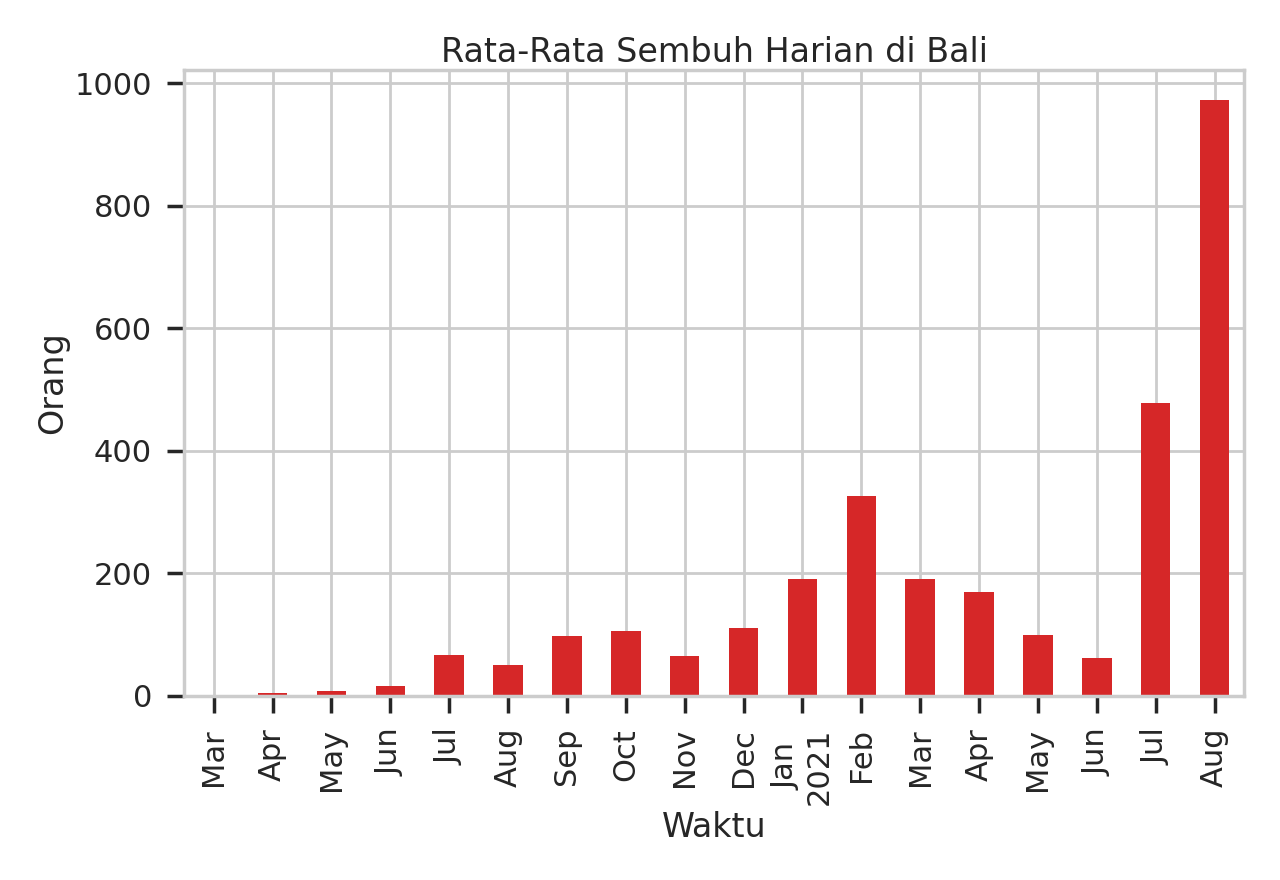 Rata-Rata Sembuh Harian di Bali
1000
800
600
400
200
0
Orang
Mar
Apr
May
Jun
Jul
Aug
Sep
Oct
Nov
Dec
Jan
2021
Feb
Mar
Apr
May
Jun
Jul
Aug
Waktu